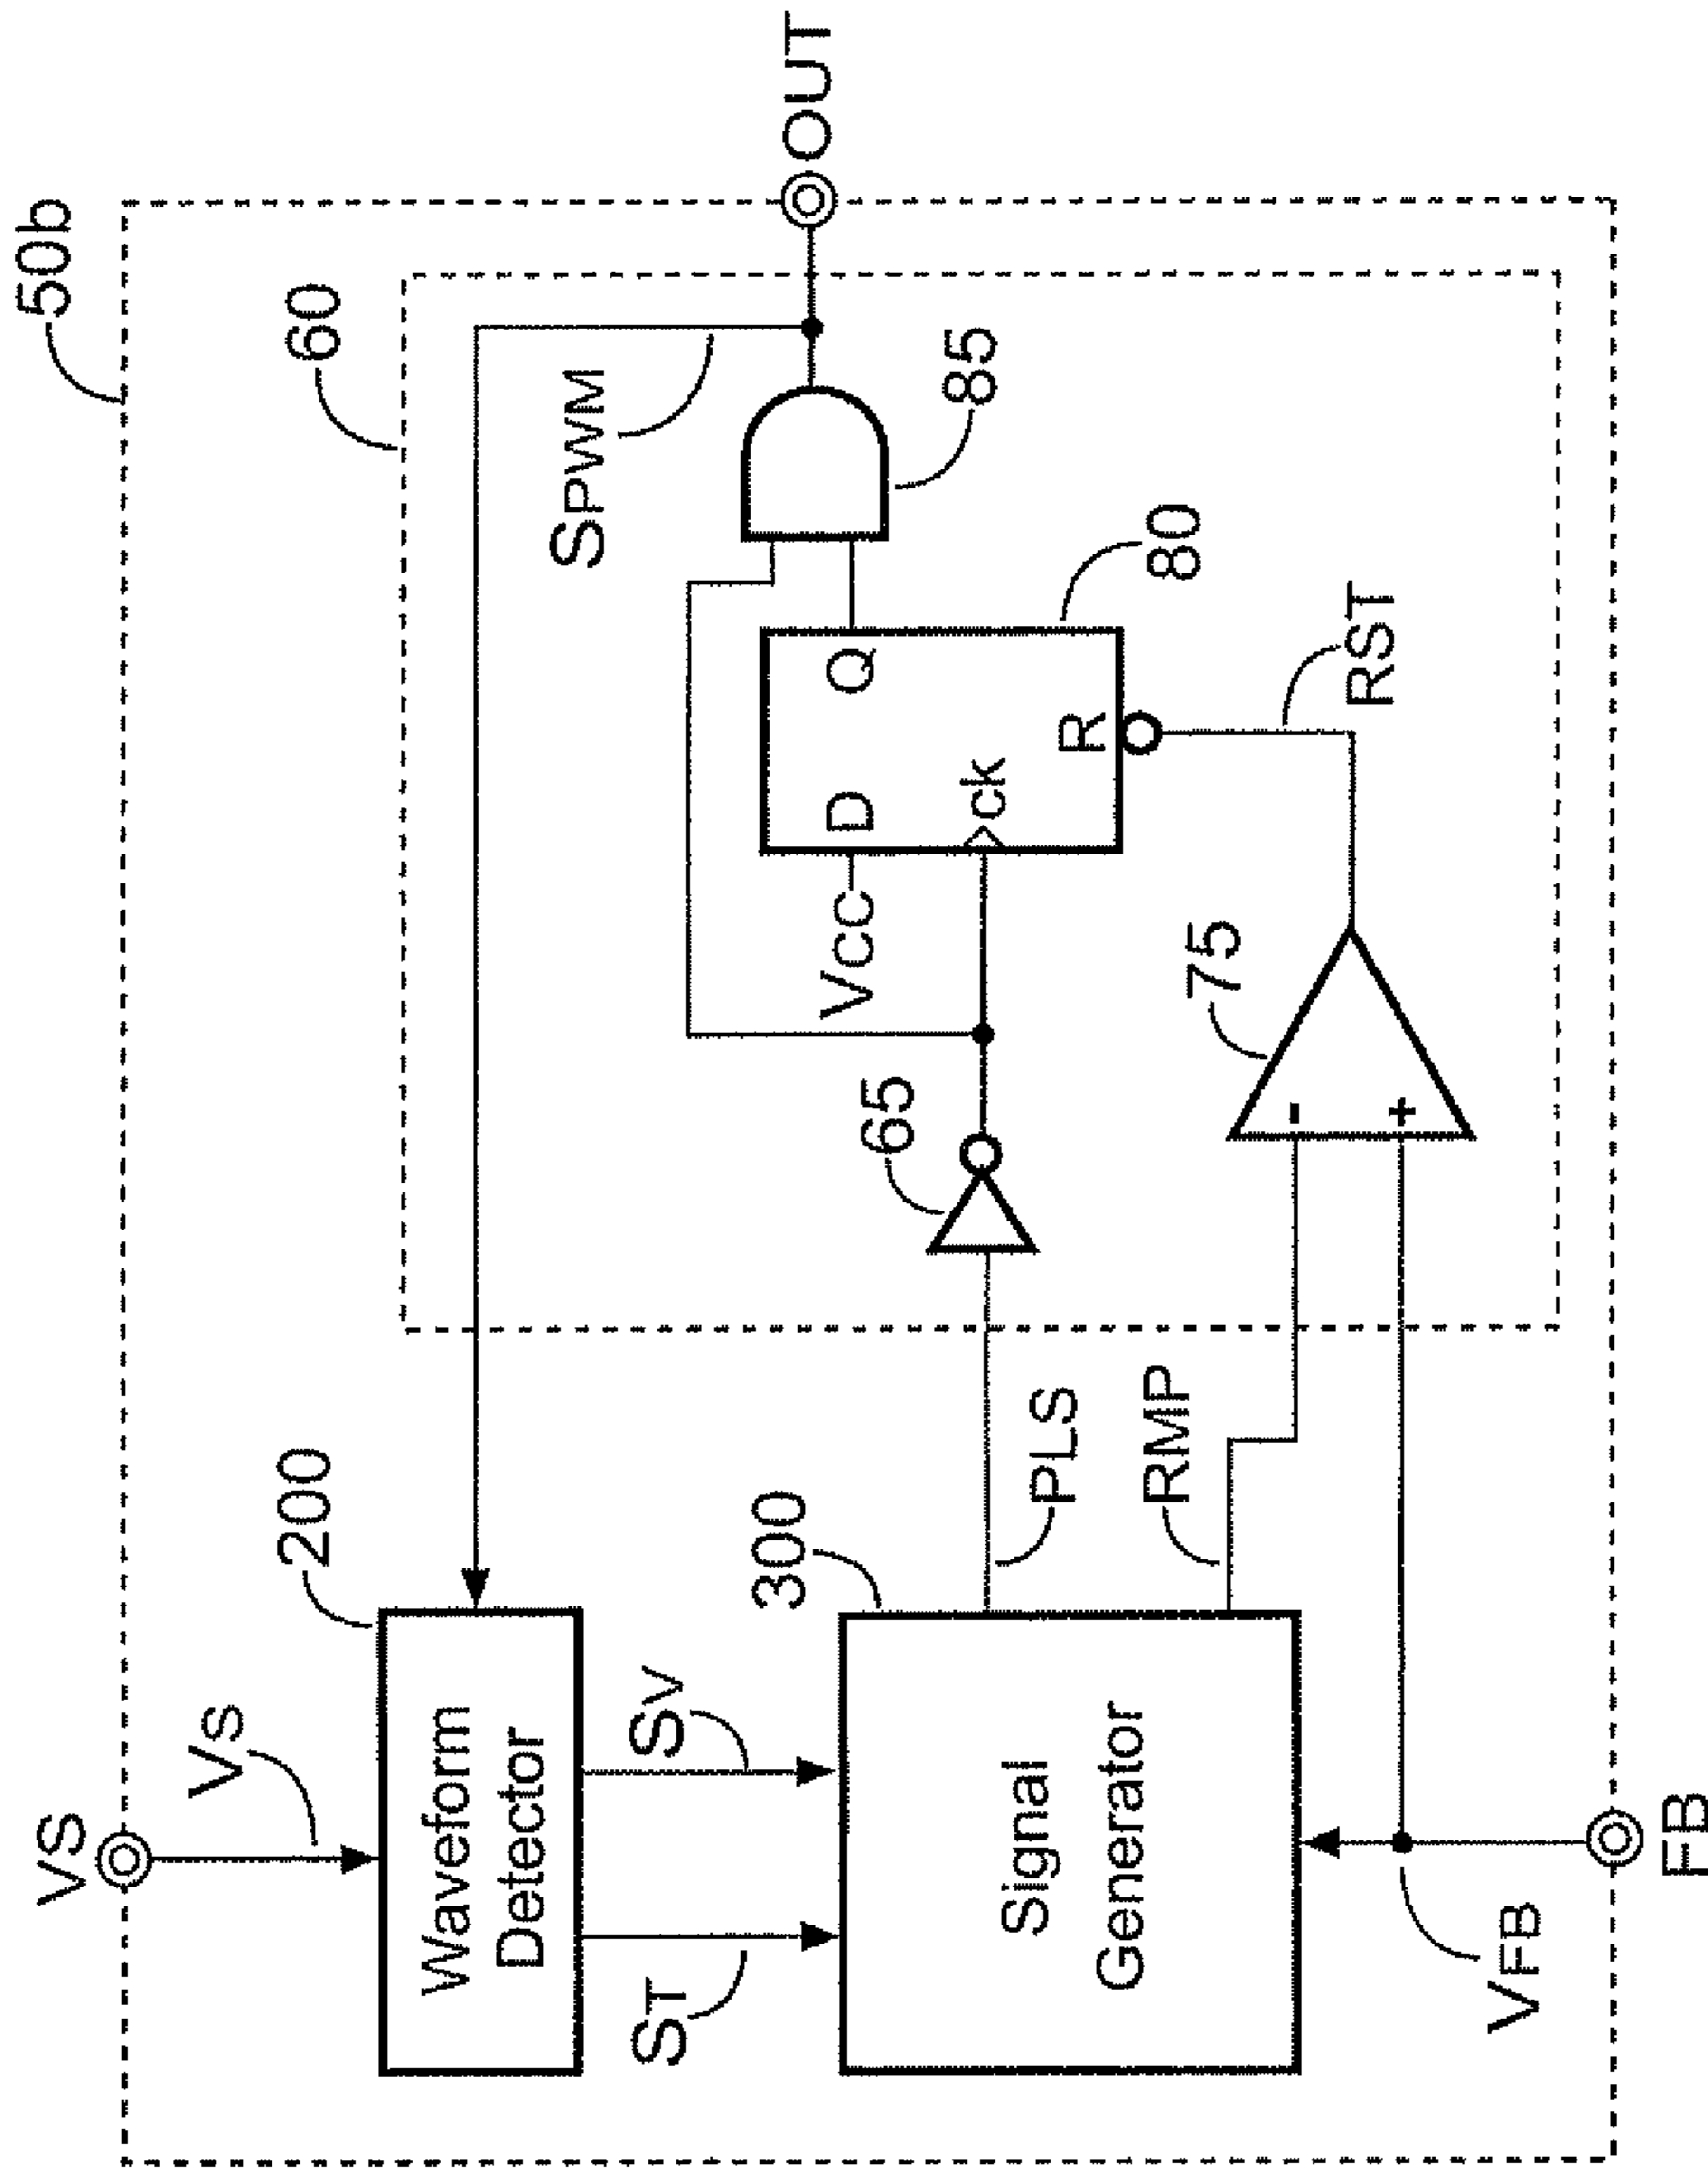 50b
60
VS
VS
200
Waveform
Detector
ST
SV
SPWM
OUT
85
300
Signal
Generator
65
VCC
D
Q
ck
R
80
PLS
RMP
75
-
+
RST
VFB
FB